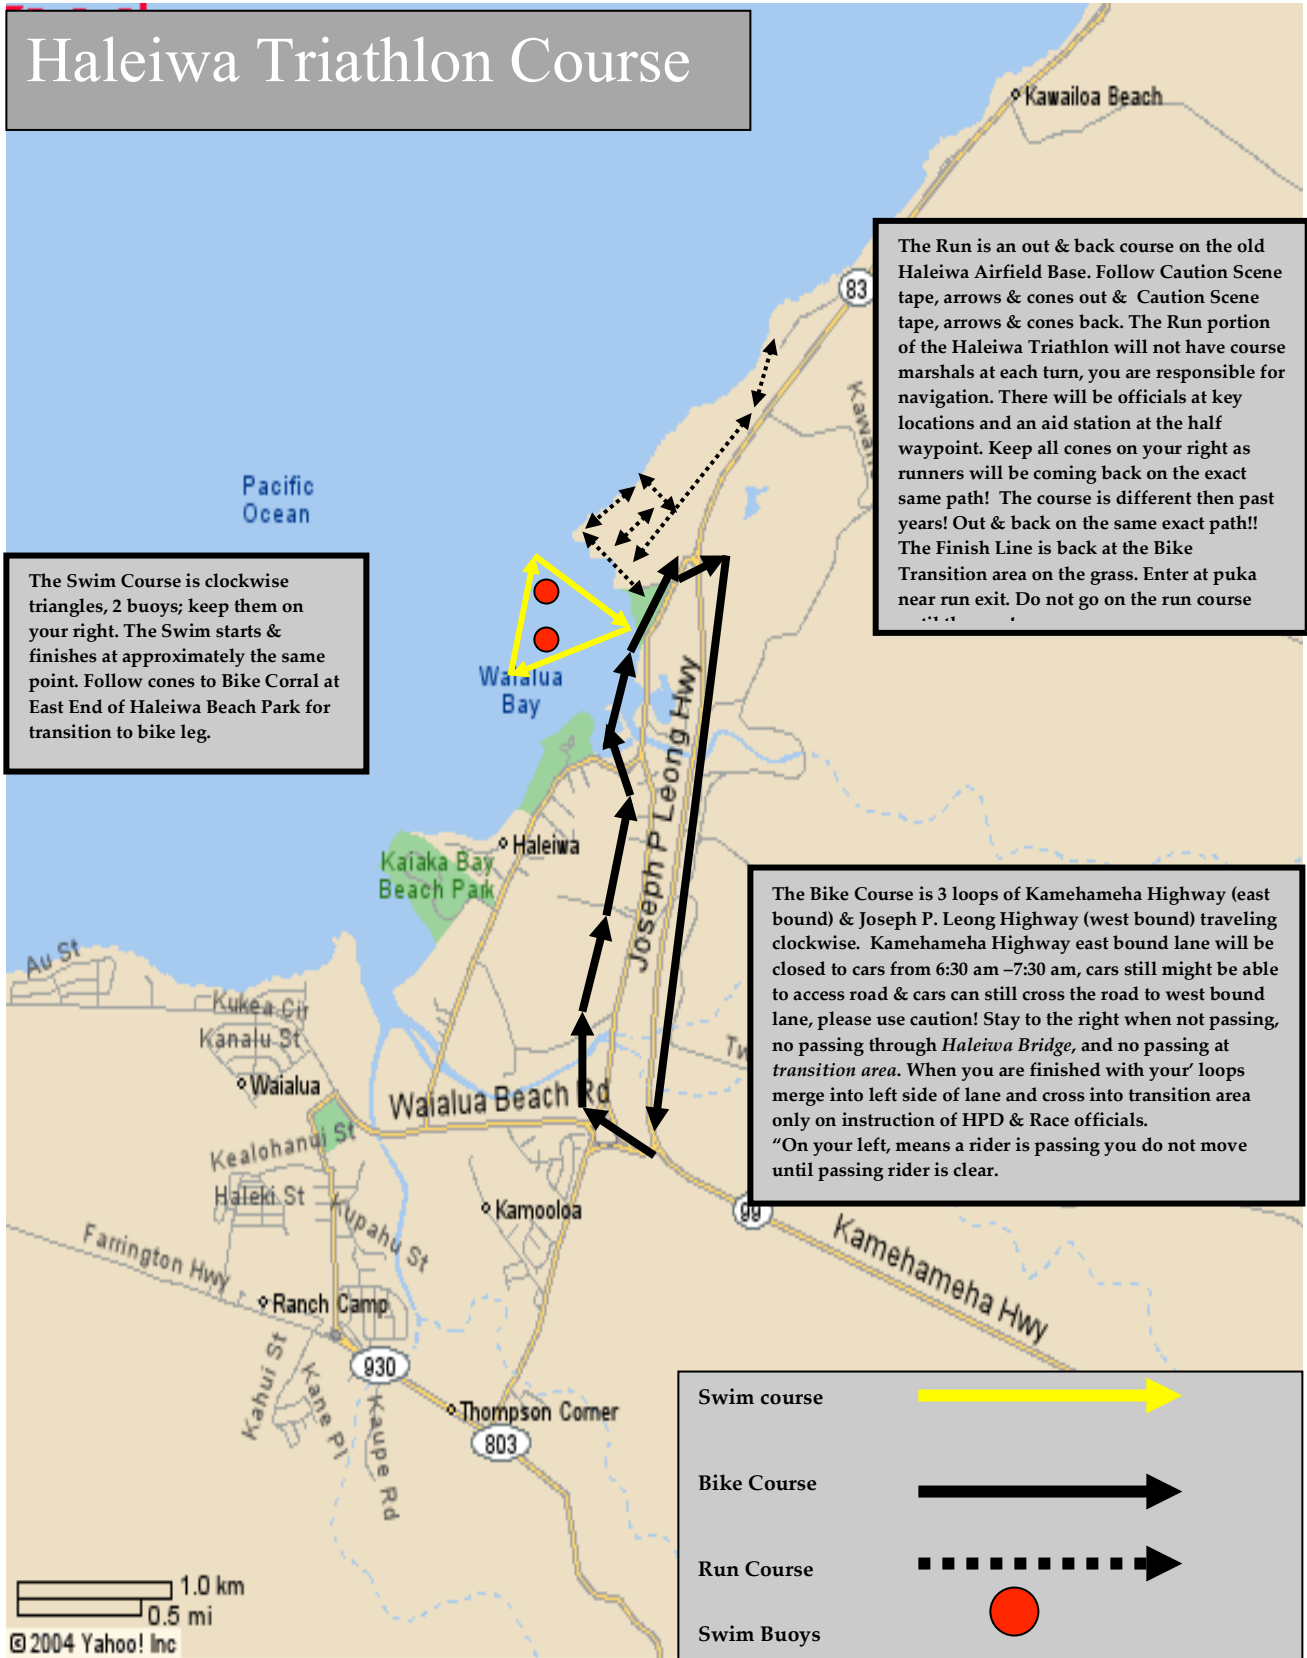 Haleiwa Triathlon Course
Kawailoa Beach
The Run is an out & back course on the old
Haleiwa Airfield Base. Follow Caution Scene
tape, arrows & cones out &  Caution Scene
tape, arrows & cones back. The Run portion
of the Haleiwa Triathlon will not have course
marshals at each turn, you are responsible for
navigation. There will be officials at key
locations and an aid station at the half
waypoint. Keep all cones on your right as
runners will be coming back on the exact
same path!  The course is different then past
years! Out & back on the same exact path!!
The Finish Line is back at the Bike
Transition area on the grass. Enter at puka
near run exit. Do not go on the run course
83
Pacific
Ocean
The Swim Course is clockwise
triangles, 2 buoys; keep them on
your right. The Swim starts &
finishes at approximately the same
point. Follow cones to Bike Corral at
East End of Haleiwa Beach Park for
transition to bike leg.
Waialua
Bay
Joseph P Leong Hwy
Haleiwa
Kaiaka Bay
Beach Park
The Bike Course is 3 loops of Kamehameha Highway (east
bound) & Joseph P. Leong Highway (west bound) traveling
clockwise.  Kamehameha Highway east bound lane will be
closed to cars from 6:30 am –7:30 am, cars still might be able
to access road & cars can still cross the road to west bound
lane, please use caution! Stay to the right when not passing,
no passing through Haleiwa Bridge, and no passing at
transition area. When you are finished with your' loops
merge into left side of lane and cross into transition area
only on instruction of HPD & Race officials.
“On your left, means a rider is passing you do not move
until passing rider is clear.
Au St
Kukea Cir
Kanalu St
Waialua
Waialua Beach Rd
Kealohanui St
Haleki St
Kupahu St
Kamooloa
99
Kamehameha Hwy
Farrington Hwy
Ranch Camp
930
Kahui St
Kane Pl
Kaupe Rd
Thompson Corner
803
Swim course
Bike Course
Run Course
Swim Buoys
1.0 km
0.5 mi
© 2004 Yahoo! Inc